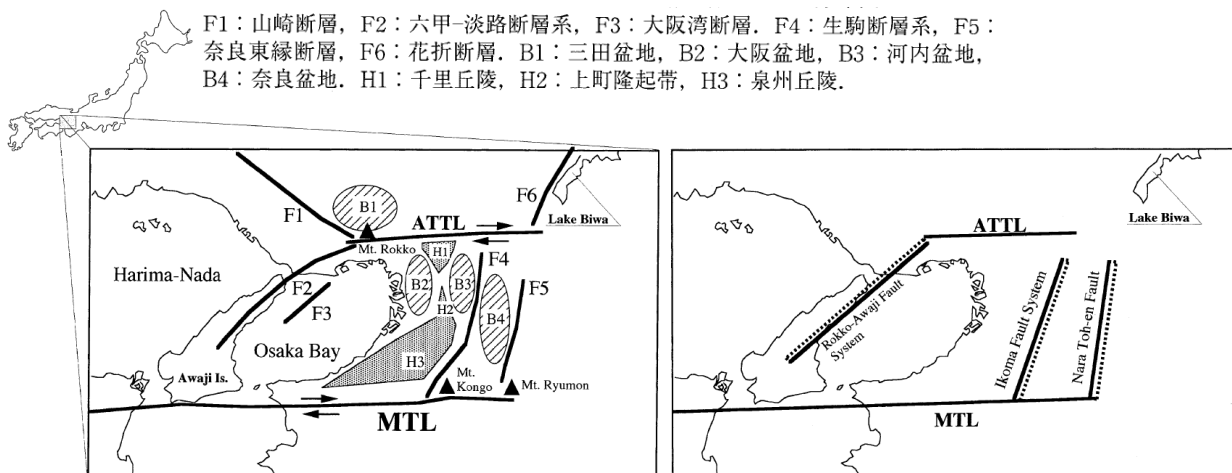 F1：山崎断層，F2：六甲−淡路断層系，F3：大阪湾断層．F4：生駒断層系，F5：
奈良東縁断層，F6：花折断層．B1：三田盆地，B2：大阪盆地，B3：河内盆地，
B4：奈良盆地．H1：千里丘陵，H2：上町隆起帯，H3：泉州丘陵．
F1
B1
F6
ATTL
Lake Biwa
Mt. Rokko
Harima-Nada
H1
F4
F2
B2
B3
F5
F3
H2
B4
Osaka Bay
H3
Awaji Is.
Mt.
Kongo
Mt. Ryumon
MTL
Lake Biwa
ATTL
Rokko-Awaji Fault
System
Ikoma Fault System
Nara Toh-en Fault
MTL